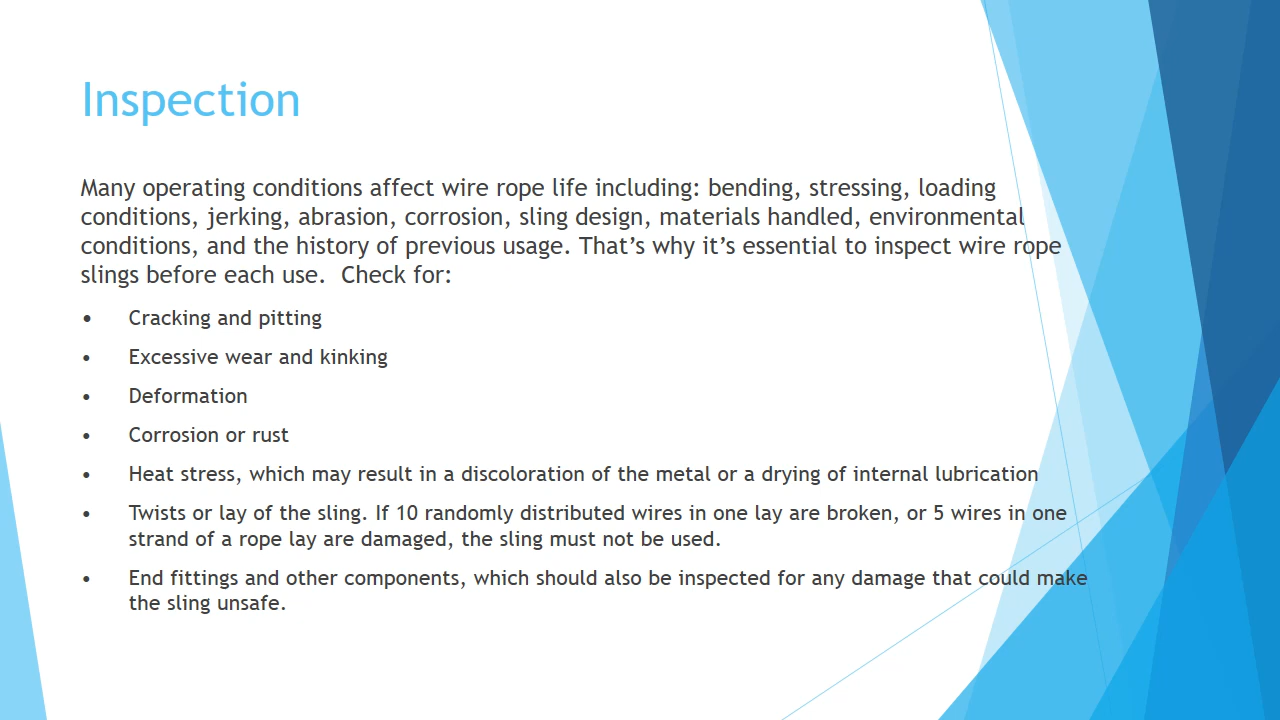 Inspection
Many operating conditions affect wire rope life including: bending, stressing, loading
conditions, jerking, abrasion, corrosion, sling design, materials handled, environmental
conditions, and the history of previous usage. That’s why it’s essential to inspect wire rope
slings before each use.  Check for:
• Cracking and pitting
• Excessive wear and kinking
• Deformation
• Corrosion or rust
• Heat stress, which may result in a discoloration of the metal or a drying of internal lubrication
• Twists or lay of the sling. If 10 randomly distributed wires in one lay are broken, or 5 wires in one
strand of a rope lay are damaged, the sling must not be used.
• End fittings and other components, which should also be inspected for any damage that could make
the sling unsafe.